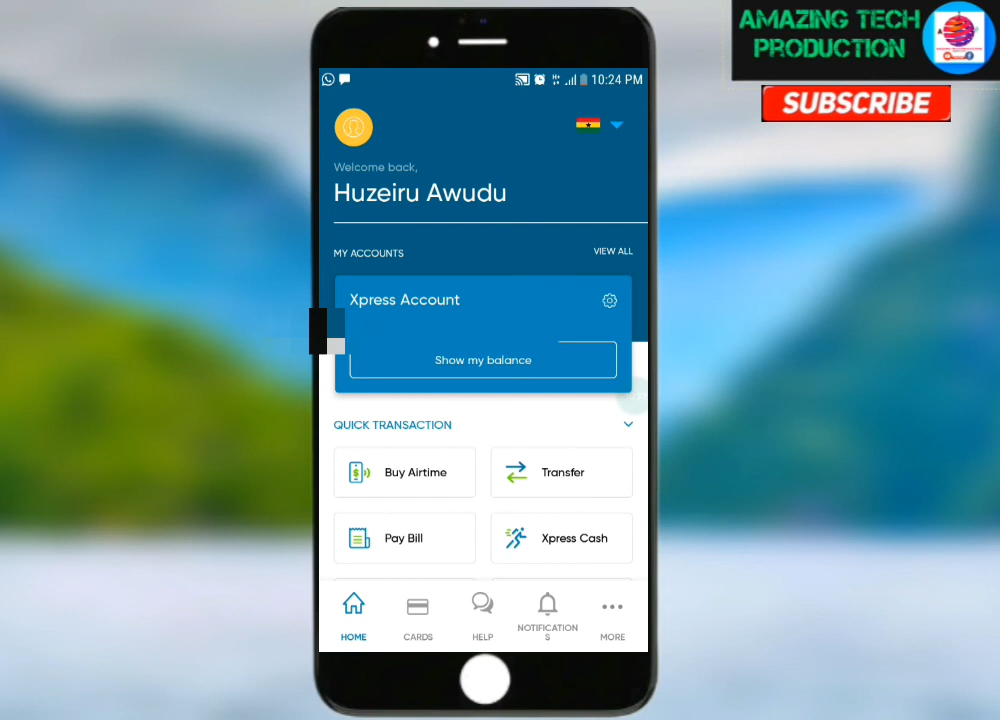 AMAZING TECH
PRODUCTION
SUBSCRIBE
10:24 PM
Welcome back,
Huzeiru Awudu
MY ACCOUNTS
VIEW ALL
Xpress Account
Show my balance
QUICK TRANSACTION
Buy Airtime
Transfer
Pay Bill
Xpress Cash
HOME
CARDS
HELP
NOTIFICATION
S
MORE